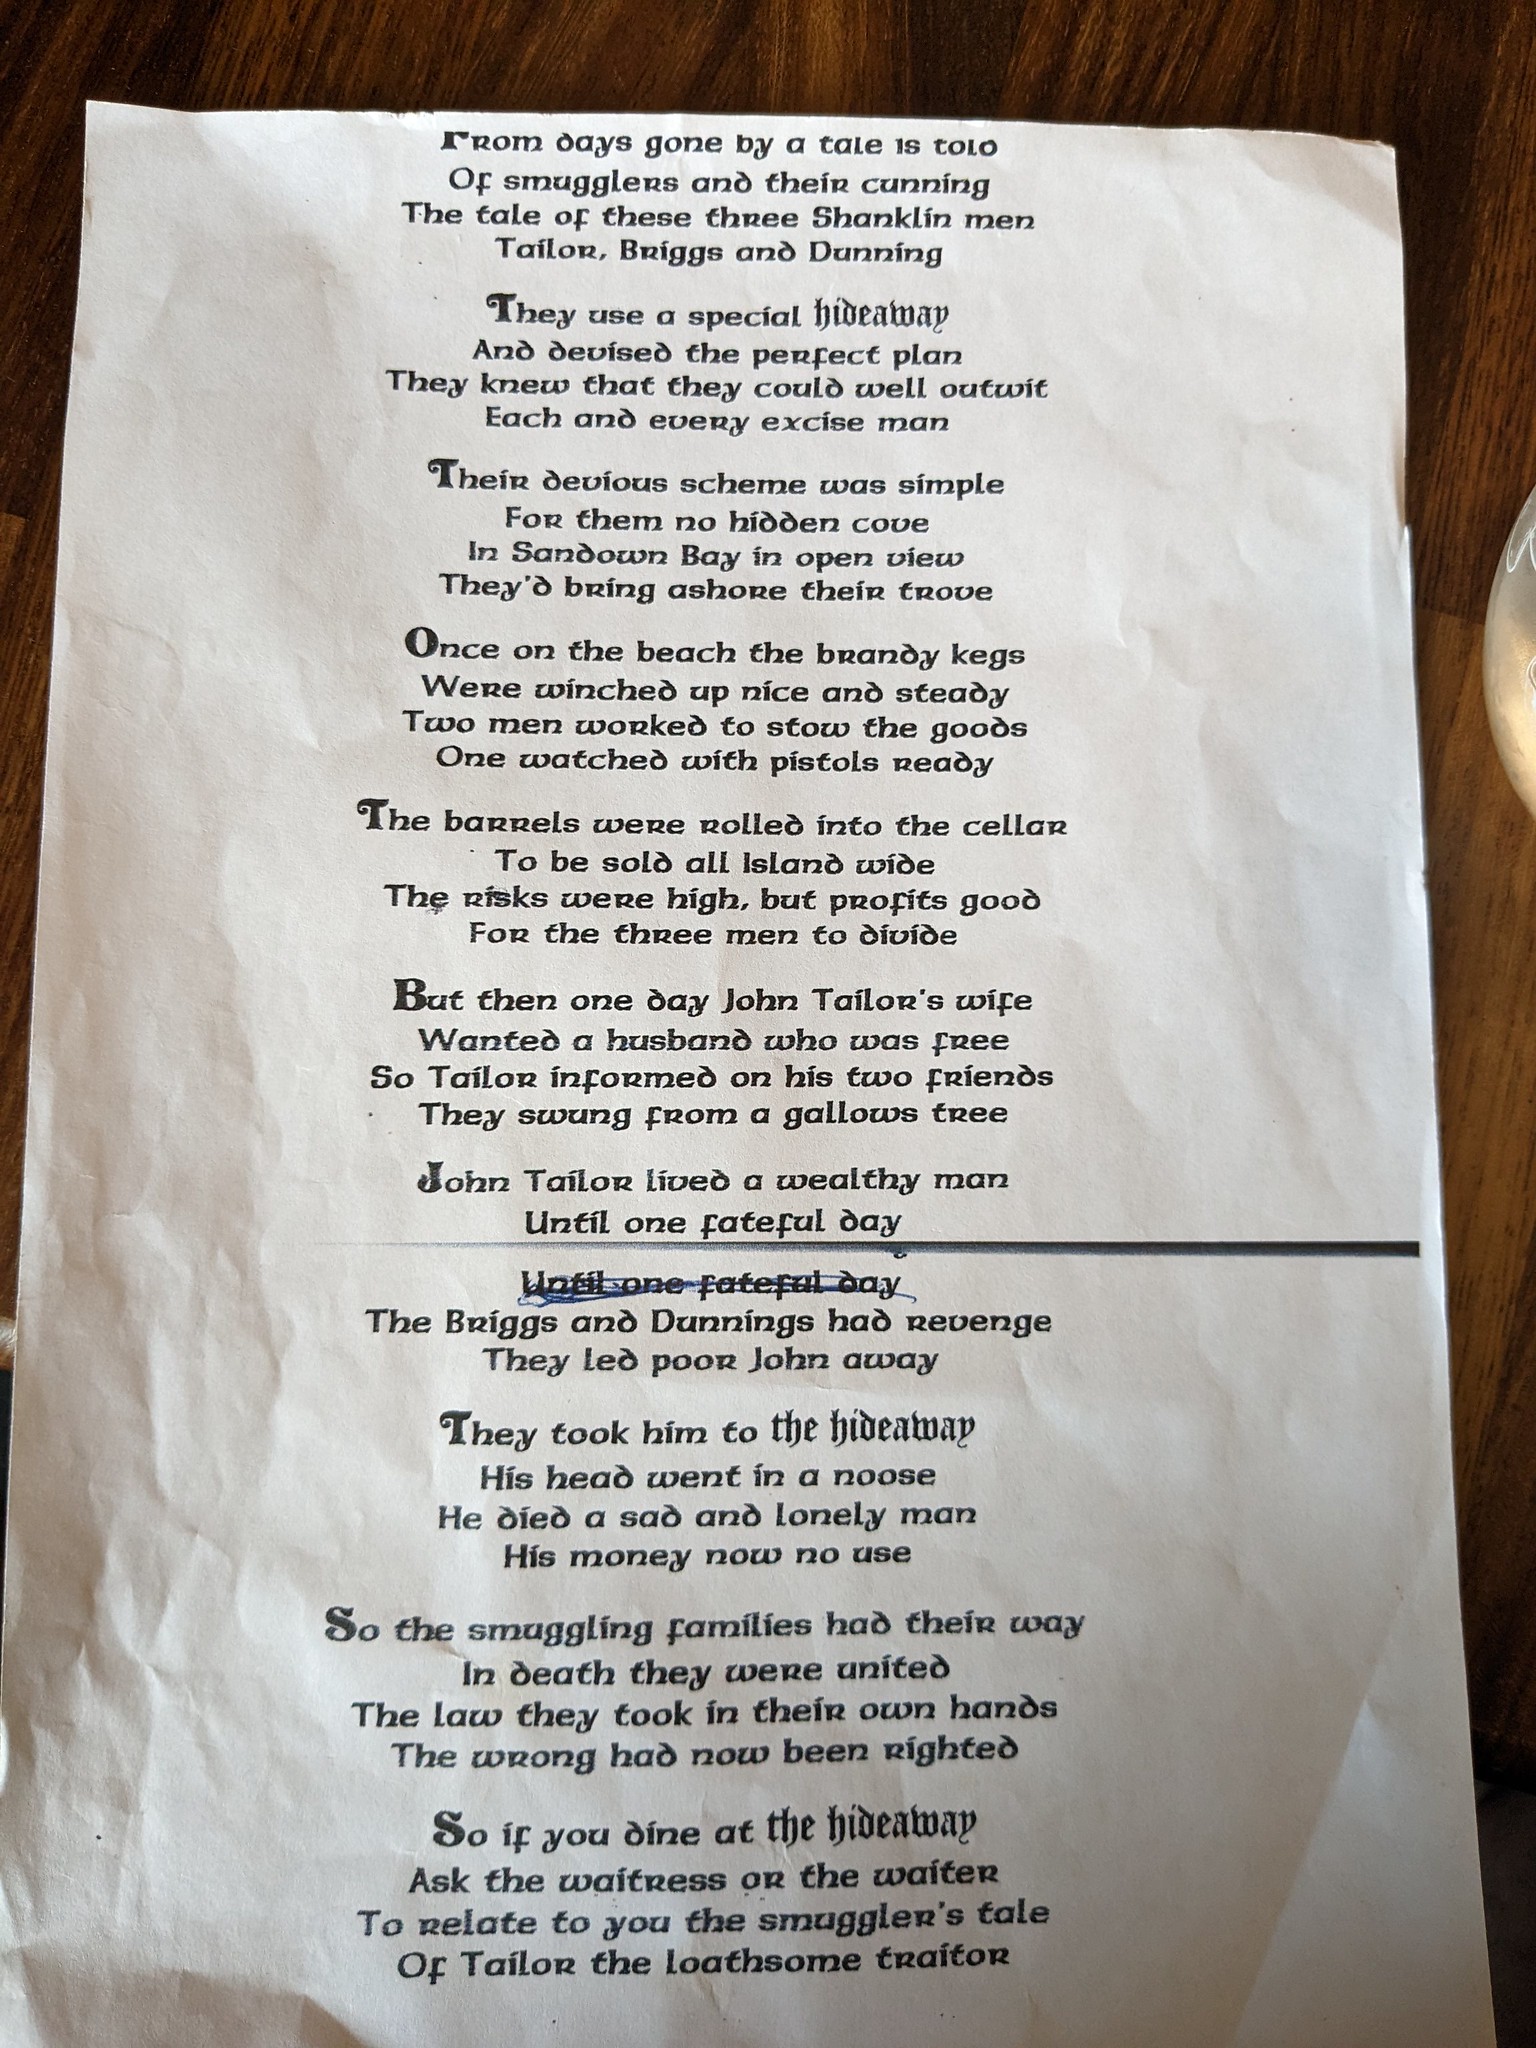 From days gone by a tale is told
Of smugglers and their cunning
The tale of these three Shanklin men
Tailor, Briggs and Dunning
They use a special hideaway
And devised the perfect plan
They knew that they could well outwit
Each and every excise man
Their devious scheme was simple
For them no hidden cove
In Sandown Bay in open view
They'd bring ashore their trove
Once on the beach the brandy kegs
Were winched up nice and steady
Two men worked to stow the goods
One watched with pistols ready
The barrels were rolled into the cellar
To be sold all Island wide
The risks were high, but profits good
For the three men to divide
But then one day John Tailor's wife
Wanted a husband who was free
So Tailor informed on his two friends
They swung from a gallows tree
John Tailor lived a wealthy man
Until one fateful day
Until one fateful day
The Briggs and Dunnings had revenge
They led poor John away
They took him to the hideaway
His head went in a noose
He died a sad and lonely man
His money now no use
So the smuggling families had their way
In death they were united
The law they took in their own hands
The wrong had now been righted
So if you dine at the hideaway
Ask the waitress or the waiter
To relate to you the smuggler's tale
Of Tailor the loathsome traitor